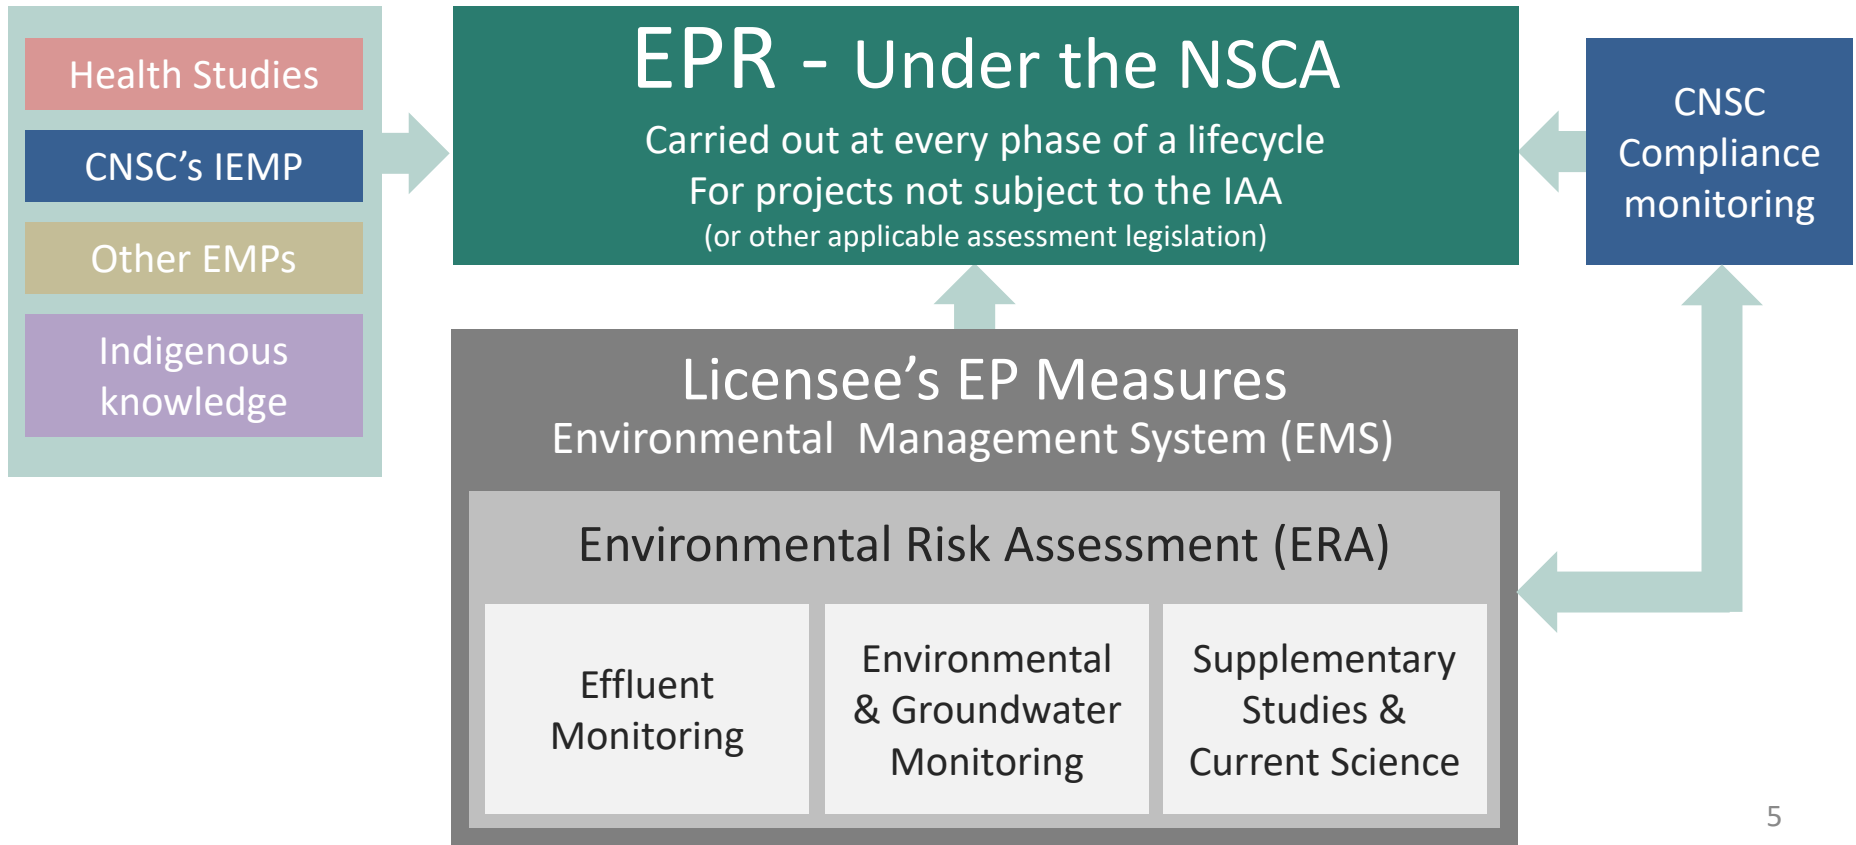 Health Studies
CNSC's IEMP
Other EMPs
Indigenous
knowledge
EPR - Under the NSCA
Carried out at every phase of a lifecycle
For projects not subject to the IAA
(or other applicable assessment legislation)
CNSC
Compliance
monitoring
Licensee’s EP Measures
Environmental  Management System (EMS)
Environmental Risk Assessment (ERA)
Effluent
Monitoring
Environmental
& Groundwater
Monitoring
Supplementary
Studies &
Current Science
5